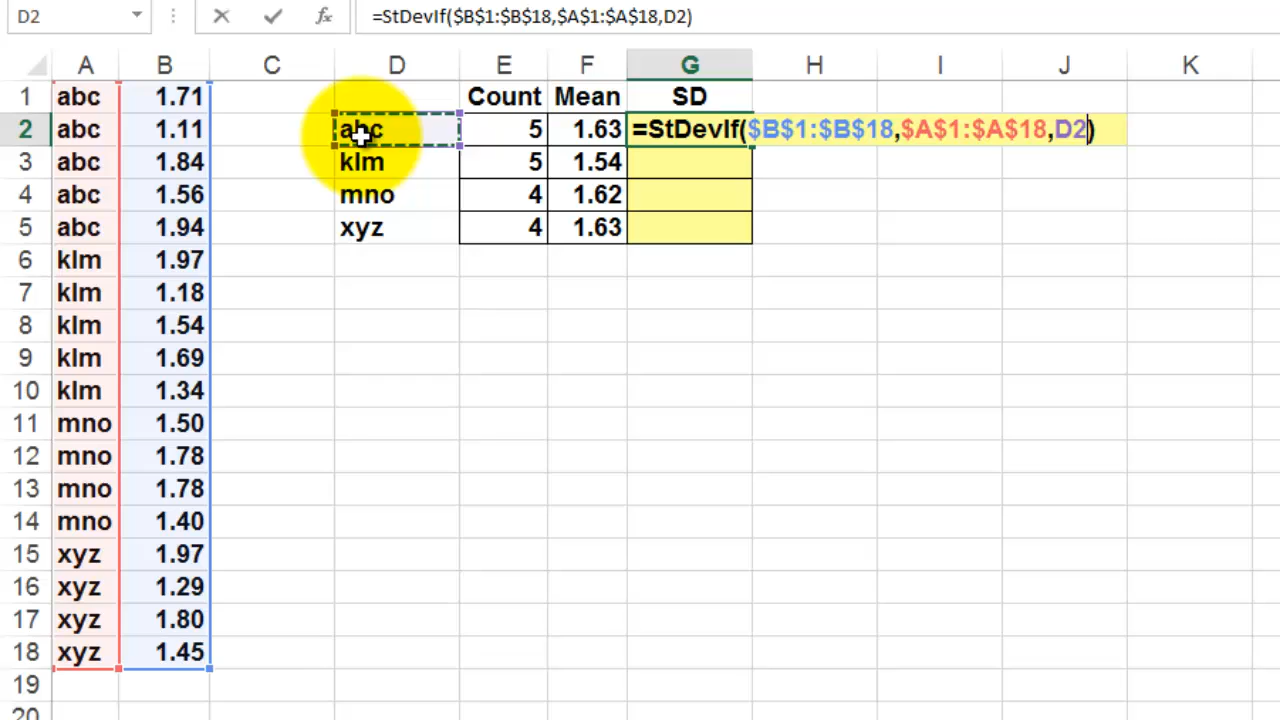 D2 fx =StDevIf($B$1:$B$18,$A$1:$A$18,D2)
A B C D E F G H I J K
1 abc 1.71 Count Mean SD
2 abc 1.11 abc 5 1.63 =StDevIf($B$1:$B$18,$A$1:$A$18,D2)
3 abc 1.84 klm 5 1.54
4 abc 1.56 mno 4 1.62
5 abc 1.94 xyz 4 1.63
6 klm 1.97
7 klm 1.18
8 klm 1.54
9 klm 1.69
10 klm 1.34
11 mno 1.50
12 mno 1.78
13 mno 1.78
14 mno 1.40
15 xyz 1.97
16 xyz 1.29
17 xyz 1.80
18 xyz 1.45
19
20